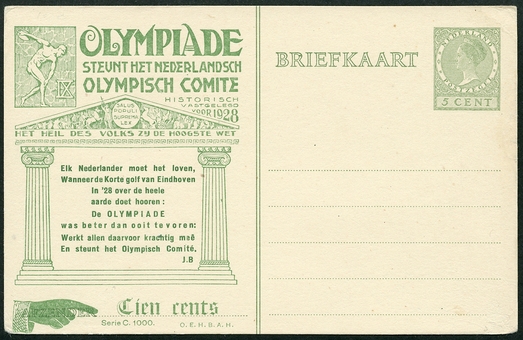 OLYMPIADE
STEUNT HET NEDERLANDSCH
OLYMPISCH COMITE
IX
HISTORISCH
VASTGELEGD
VOOR 1928
SALUS
POPULI
SUPREMA
LEX
HET HEIL DES VOLKS ZY DE HOOGSTE WET
Elk Nederlander moet het loven,
Wanneer de Korte golf van Eindhoven
In '28 over de heele
aarde doet hooren:
De OLYMPIADE
was beter dan ooit te voren:
Werkt allen daarvoor krachtig meê
En steunt het Olympisch Comité.
J.B
Tien cents
Serie C. 1000.
O.E.H.B.A.H.
BRIEFKAART
NEDERLAND
5 CENT